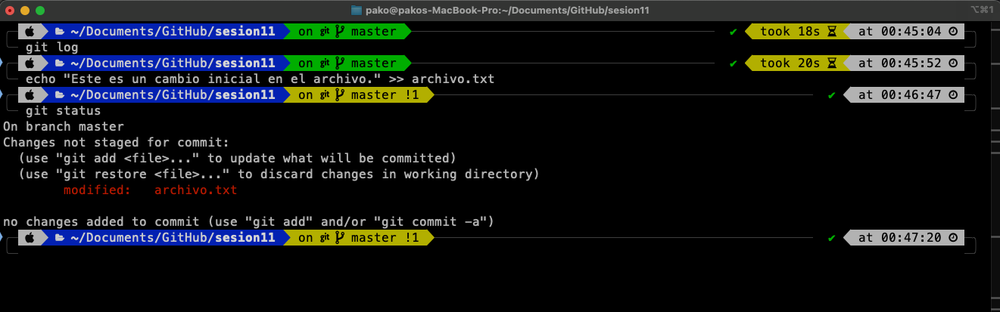 pako@pakos-MacBook-Pro:~/Documents/GitHub/sesion11 ⌥⌘1
~/Documents/GitHub/sesion11 on git master ✔ took 18s at 00:45:04
git log
~/Documents/GitHub/sesion11 on git master ✔ took 20s at 00:45:52
echo "Este es un cambio inicial en el archivo." >> archivo.txt
~/Documents/GitHub/sesion11 on git master !1 ✔ at 00:46:47
git status
On branch master
Changes not staged for commit:
(use "git add <file>..." to update what will be committed)
(use "git restore <file>..." to discard changes in working directory)
modified: archivo.txt
no changes added to commit (use "git add" and/or "git commit -a")
~/Documents/GitHub/sesion11 on git master !1 ✔ at 00:47:20